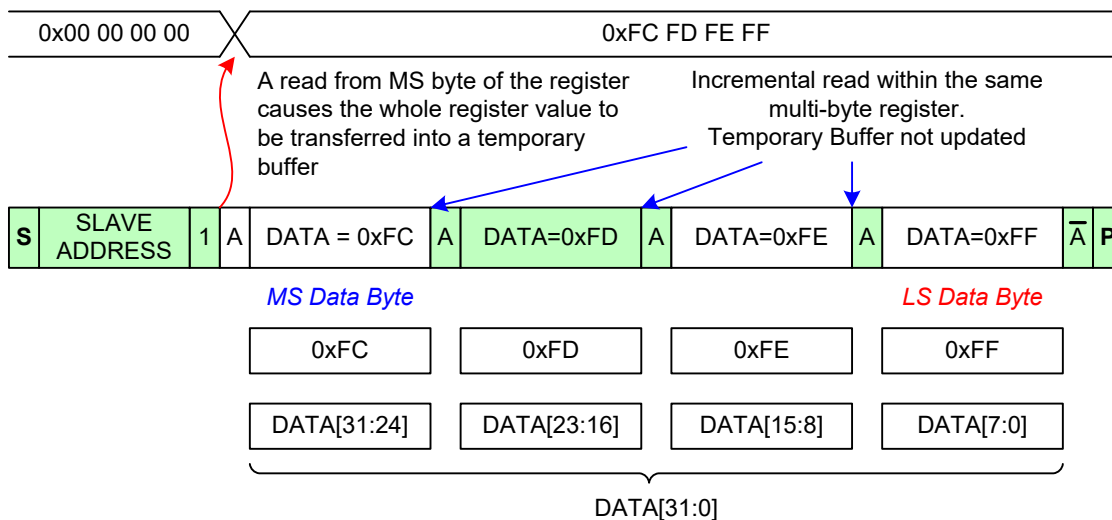 0x00 00 00 00
0xFC FD FE FF
A read from MS byte of the register
causes the whole register value to
be transferred into a temporary
buffer
Incremental read within the same
multi-byte register.
Temporary Buffer not updated
S
SLAVE
ADDRESS
1
A
DATA = 0xFC
A
DATA=0xFD
A
DATA=0xFE
A
DATA=0xFF
A̅
P
MS Data Byte
LS Data Byte
0xFC
0xFD
0xFE
0xFF
DATA[31:24]
DATA[23:16]
DATA[15:8]
DATA[7:0]
DATA[31:0]